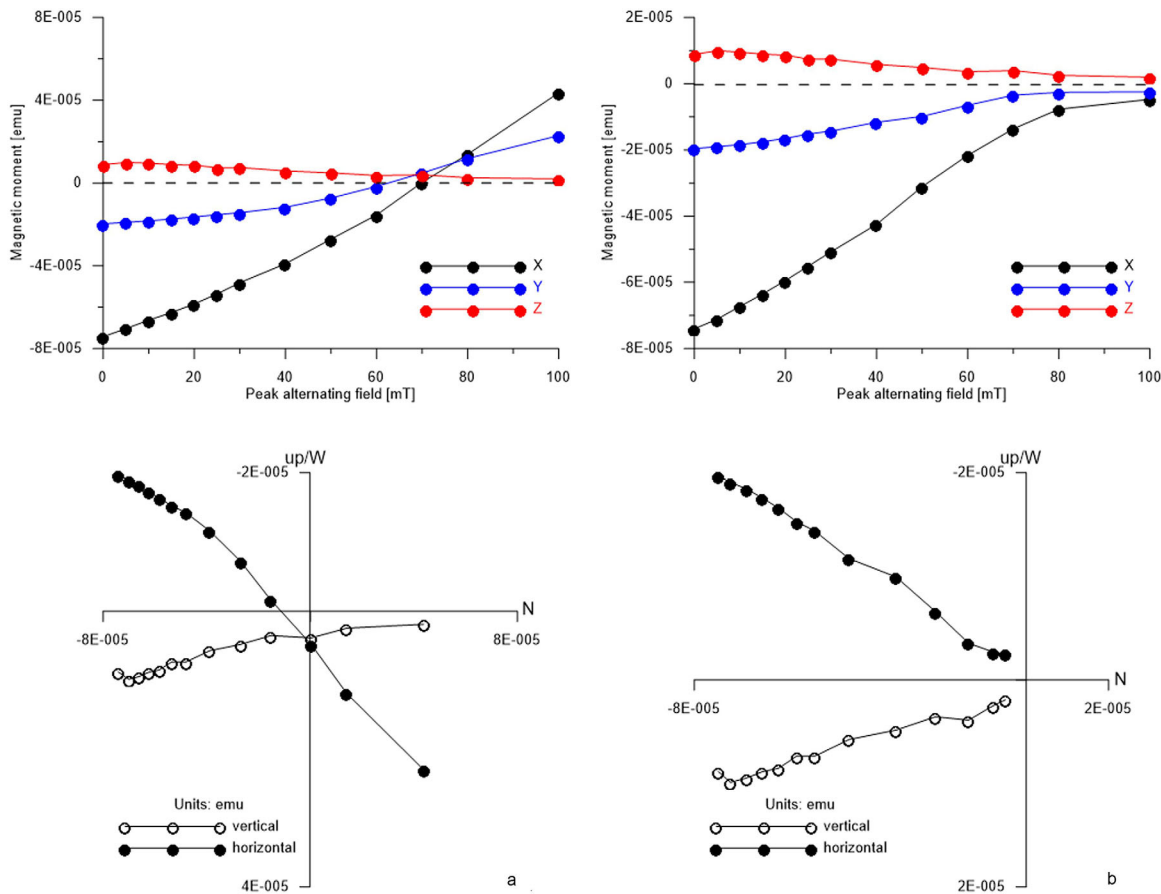 8E-005
4E-005
0
-4E-005
-8E-005
Magnetic moment [emu]
X
Y
Z
0 20 40 60 80 100
Peak alternating field [mT]
2E-005
0
-2E-005
-4E-005
-6E-005
-8E-005
Magnetic moment [emu]
X
Y
Z
0 20 40 60 80 100
Peak alternating field [mT]
up/W
-2E-005
N
-8E-005 8E-005
Units: emu
vertical
horizontal
4E-005
a
up/W
-2E-005
N
-8E-005 2E-005
Units: emu
vertical
horizontal
2E-005
b